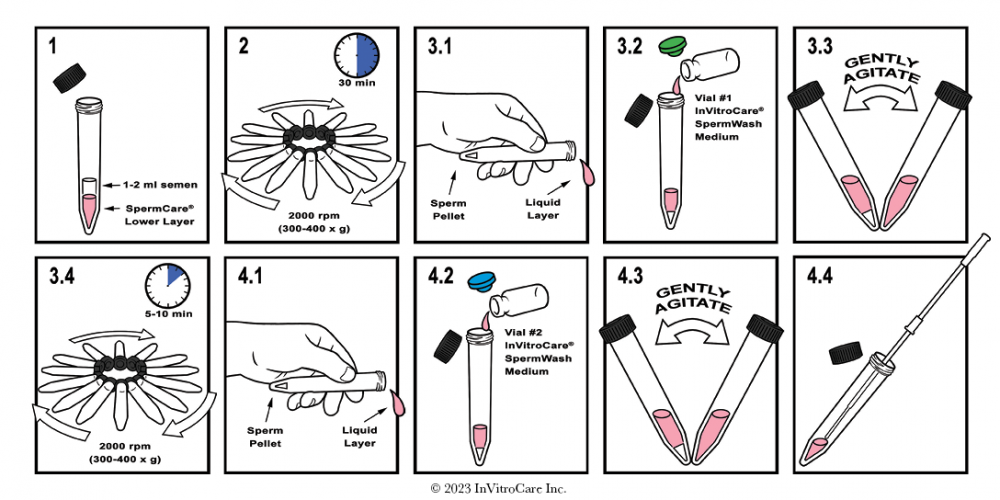 1
1-2 ml semen
SpermCare®
Lower Layer
2
30 min
2000 rpm
(300-400 x g)
3.1
Sperm
Pellet
Liquid
Layer
3.2
Vial #1
InVitroCare®
SpermWash
Medium
3.3
GENTLY
AGITATE
3.4
5-10 min
2000 rpm
(300-400 x g)
4.1
Sperm
Pellet
Liquid
Layer
4.2
Vial #2
InVitroCare®
SpermWash
Medium
4.3
GENTLY
AGITATE
4.4
© 2023 InVitroCare Inc.